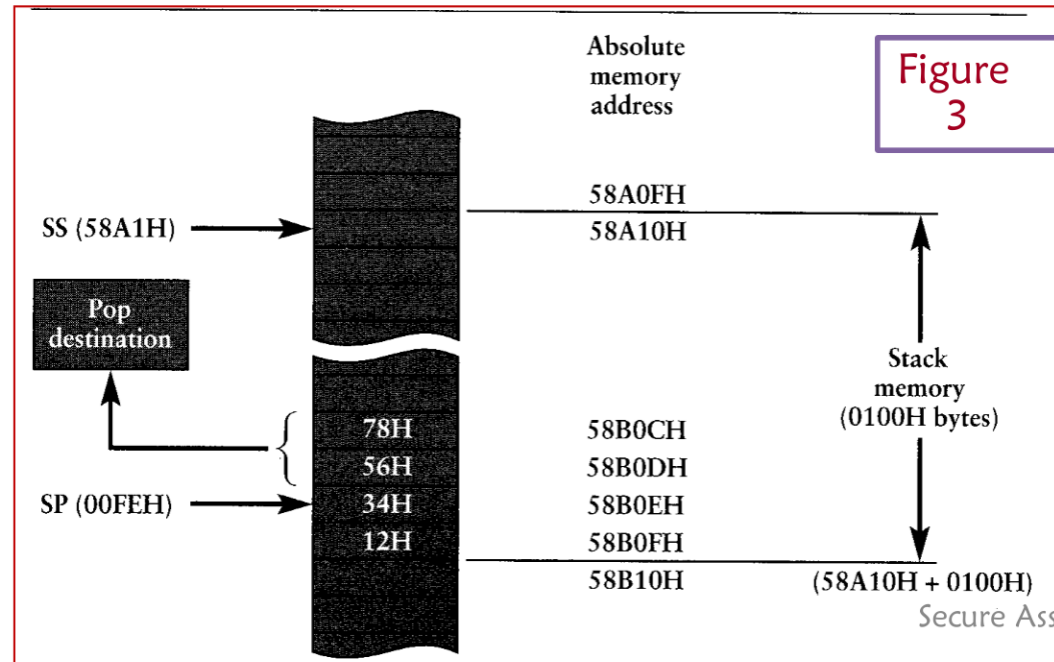 Absolute
memory
address
Figure
3
58A0FH
SS (58A1H)
58A10H
Pop
destination
Stack
memory
(0100H bytes)
78H 58B0CH
56H 58B0DH
SP (00FEH) 34H 58B0EH
12H 58B0FH
58B10H (58A10H + 0100H)
Secure Ass